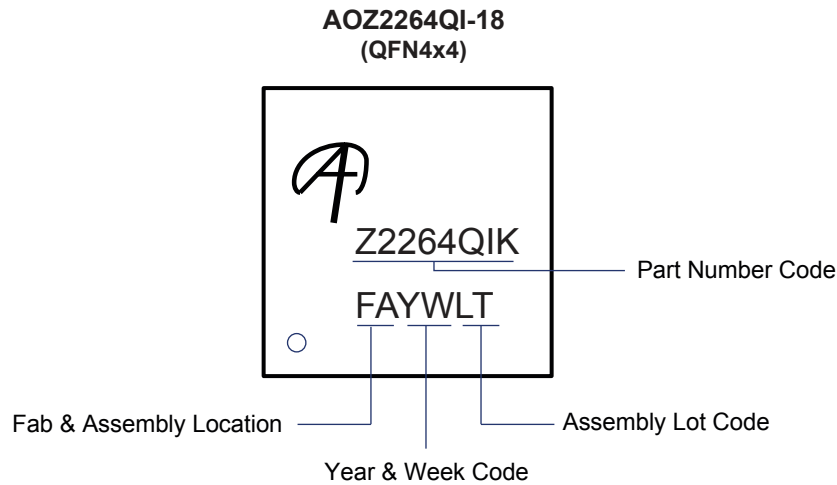 AOZ2264QI-18
(QFN4x4)
Z2264QIK
Part Number Code
FAYWLT
Fab & Assembly Location
Assembly Lot Code
Year & Week Code